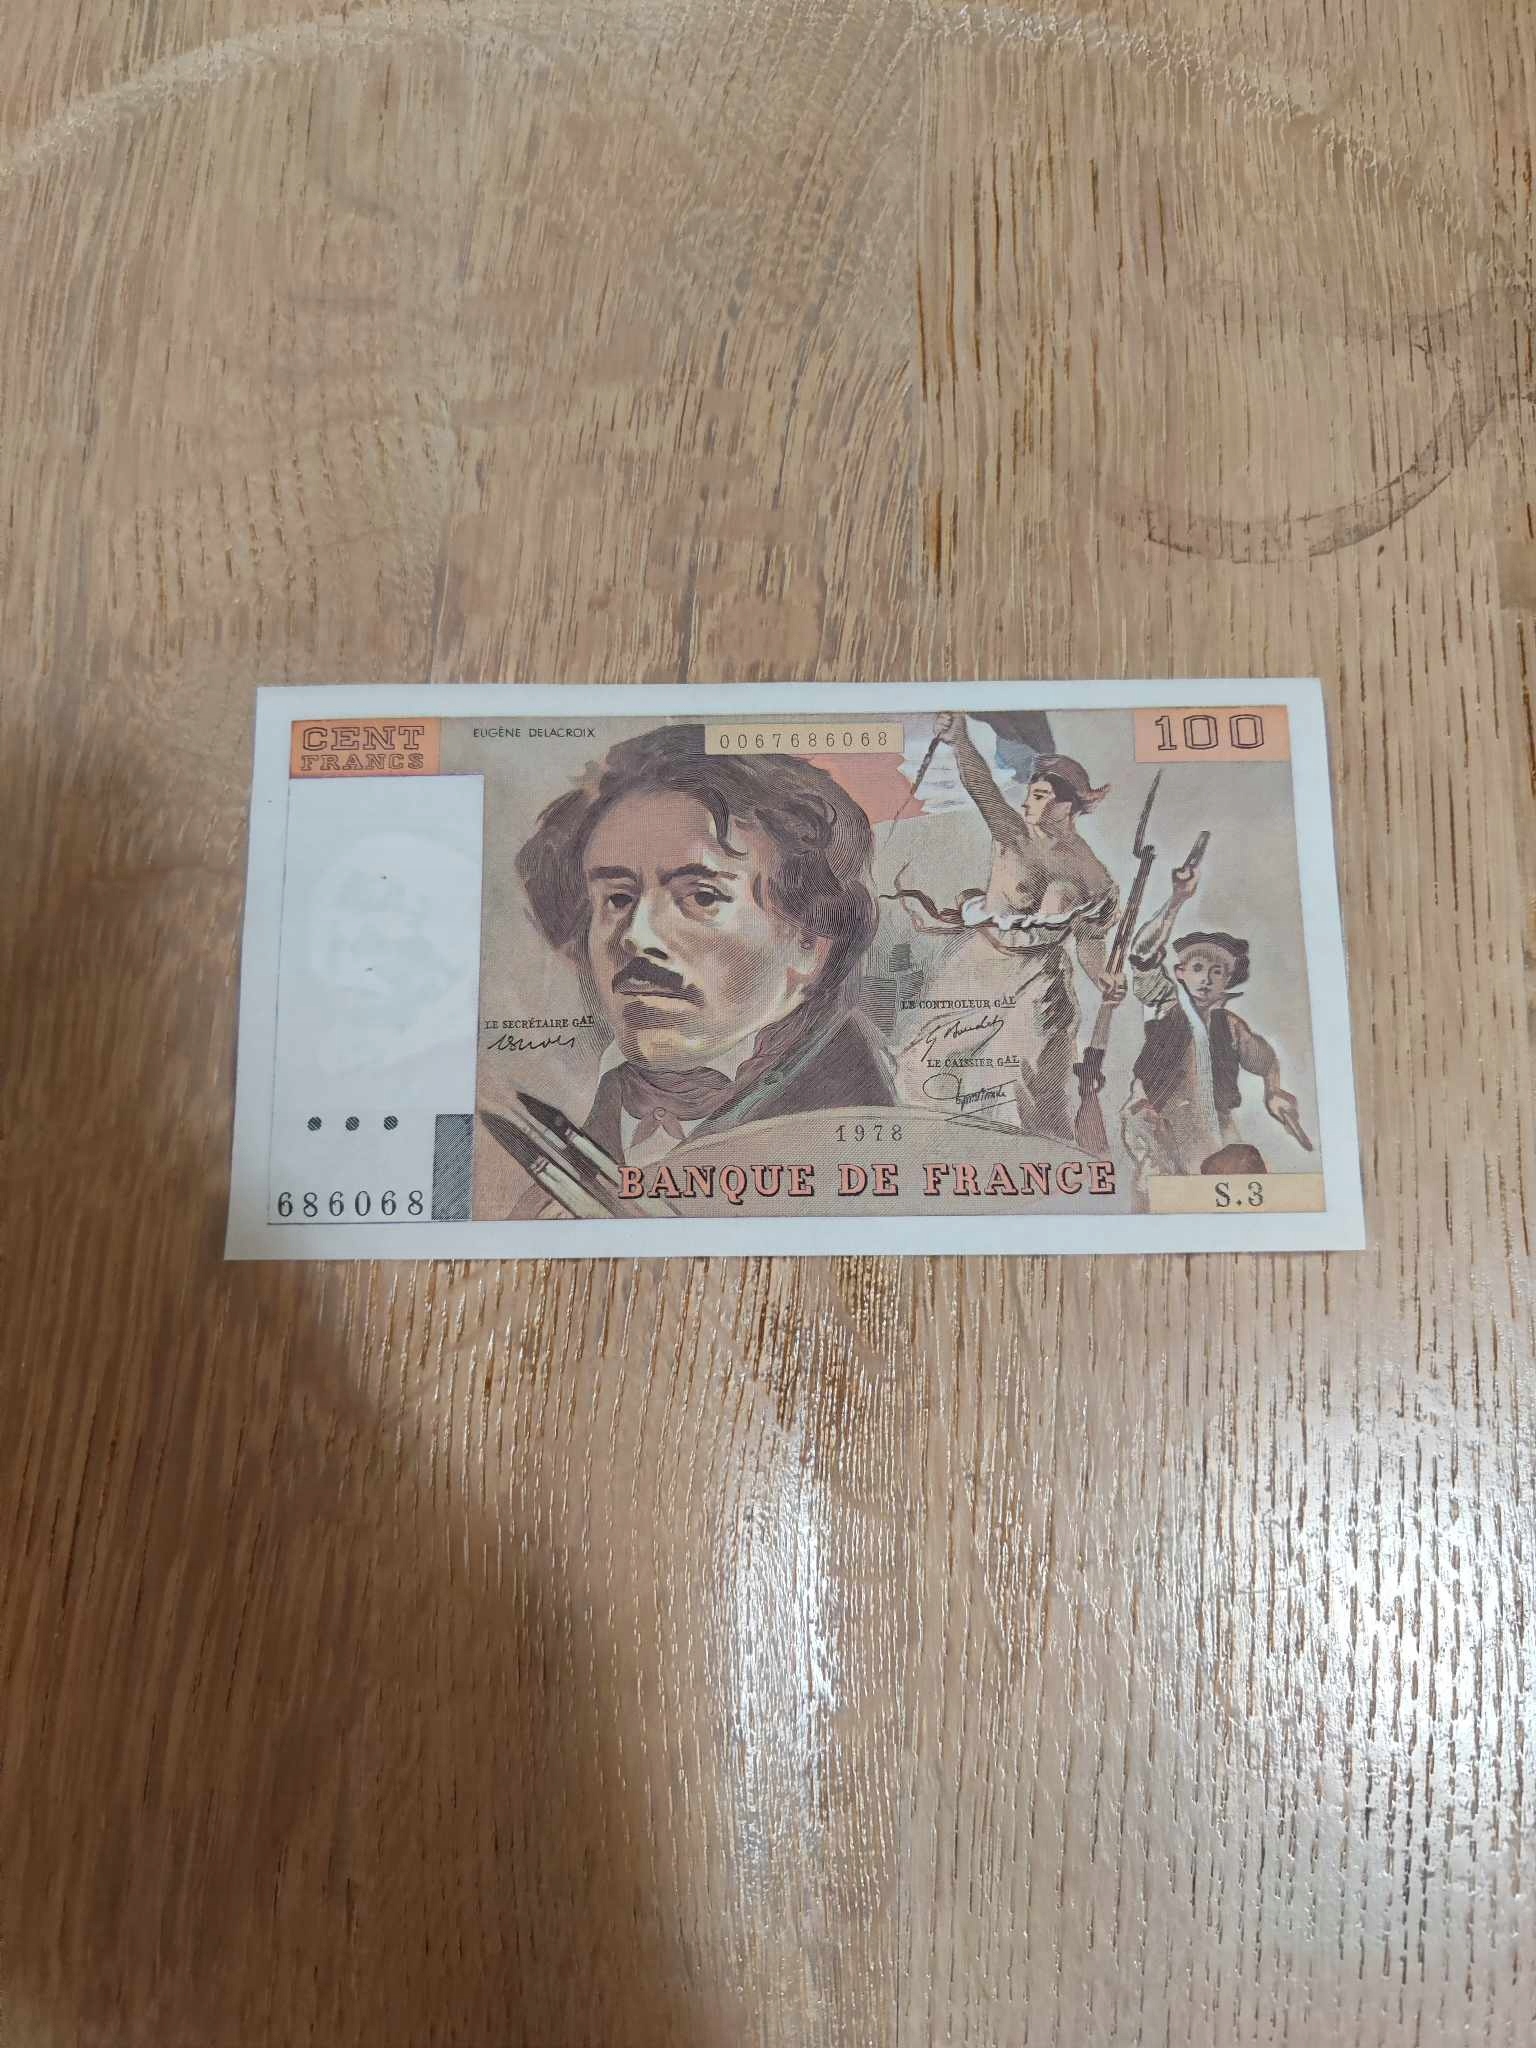 CENT
FRANCS
EUGÈNE DELACROIX
0067686068
100
LE SECRÉTAIRE GAL
LE CONTROLEUR GAL
LE CAISSIER GAL
1978
BANQUE DE FRANCE
686068
S.3